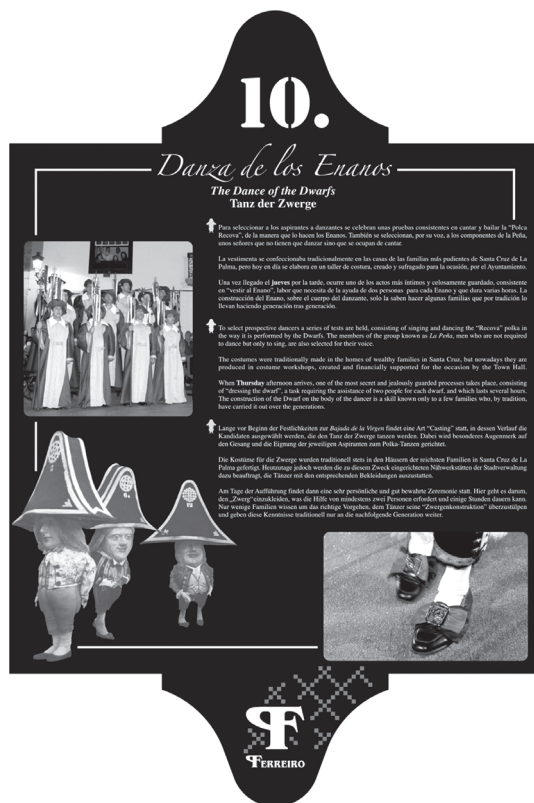 10.
Danza de los Enanos
The Dance of the Dwarfs
Tanz der Zwerge
Para seleccionar a los aspirantes a danzantes se celebran unas pruebas consistentes en cantar y bailar la “Polca
Recova”, de la manera que lo hacen los Enanos. También se seleccionan, por su voz, a los componentes de la Peña,
unos señores que no tienen que danzar sino que se ocupan de cantar.
La vestimenta se confeccionaba tradicionalmente en las casas de las familias más pudientes de Santa Cruz de La
Palma, pero hoy en día se elabora en un taller de costura, creado y sufragado para la ocasión, por el Ayuntamiento.
Una vez llegado el jueves por la tarde, ocurre uno de los actos más íntimos y celosamente guardado, consistente
en “vestir al Enano”, labor que necesita de la ayuda de dos personas para cada Enano y que dura varias horas. La
construcción del Enano, sobre el cuerpo del danzante, solo la saben hacer algunas familias que por tradición lo
llevan haciendo generación tras generación.
To select prospective dancers a series of tests are held, consisting of singing and dancing the “Recova” polka in
the way it is performed by the Dwarfs. The members of the group known as La Peña, men who are not required
to dance but only to sing, are also selected for their voice.
The costumes were traditionally made in the homes of wealthy families in Santa Cruz, but nowadays they are
produced in costume workshops, created and financially supported for the occasion by the Town Hall.
When Thursday afternoon arrives, one of the most secret and jealously guarded processes takes place, consisting
of “dressing the dwarf”, a task requiring the assistance of two people for each dwarf, and which lasts several hours.
The construction of the Dwarf on the body of the dancer is a skill known only to a few families who, by tradition,
have carried it out over the generations.
Lange vor Beginn der Festlichkeiten zur Bajada de la Virgen findet eine Art “Casting” statt, in dessen Verlauf die
Kandidaten ausgewählt werden, die den Tanz der Zwerge tanzen werden. Dabei wird besonderes Augenmerk auf
den Gesang und die Eignung der jeweiligen Aspiranten zum Polka-Tanzen gerichtet.
Die Kostüme für die Zwerge wurden traditionell stets in den Häusern der reichsten Familien in Santa Cruz de La
Palma gefertigt. Heutzutage jedoch werden die zu diesem Zweck eingerichteten Nähwerkstätten der Stadtverwaltung
dazu beauftragt, die Tänzer mit den entsprechenden Bekleidungen auszustatten.
Am Tage der Aufführung findet dann eine sehr persönliche und gut bewahrte Zeremonie statt. Hier geht es darum,
den „Zwerg“ einzukleiden, was die Hilfe von mindestens zwei Personen erfordert und einige Stunden dauern kann.
Nur wenige Familien wissen um das richtige Vorgehen, dem Tänzer seine “Zwergenkonstruktion” überzustülpen
und geben diese Kenntnisse traditionell nur an die nachfolgende Generation weiter.
FERREIRO